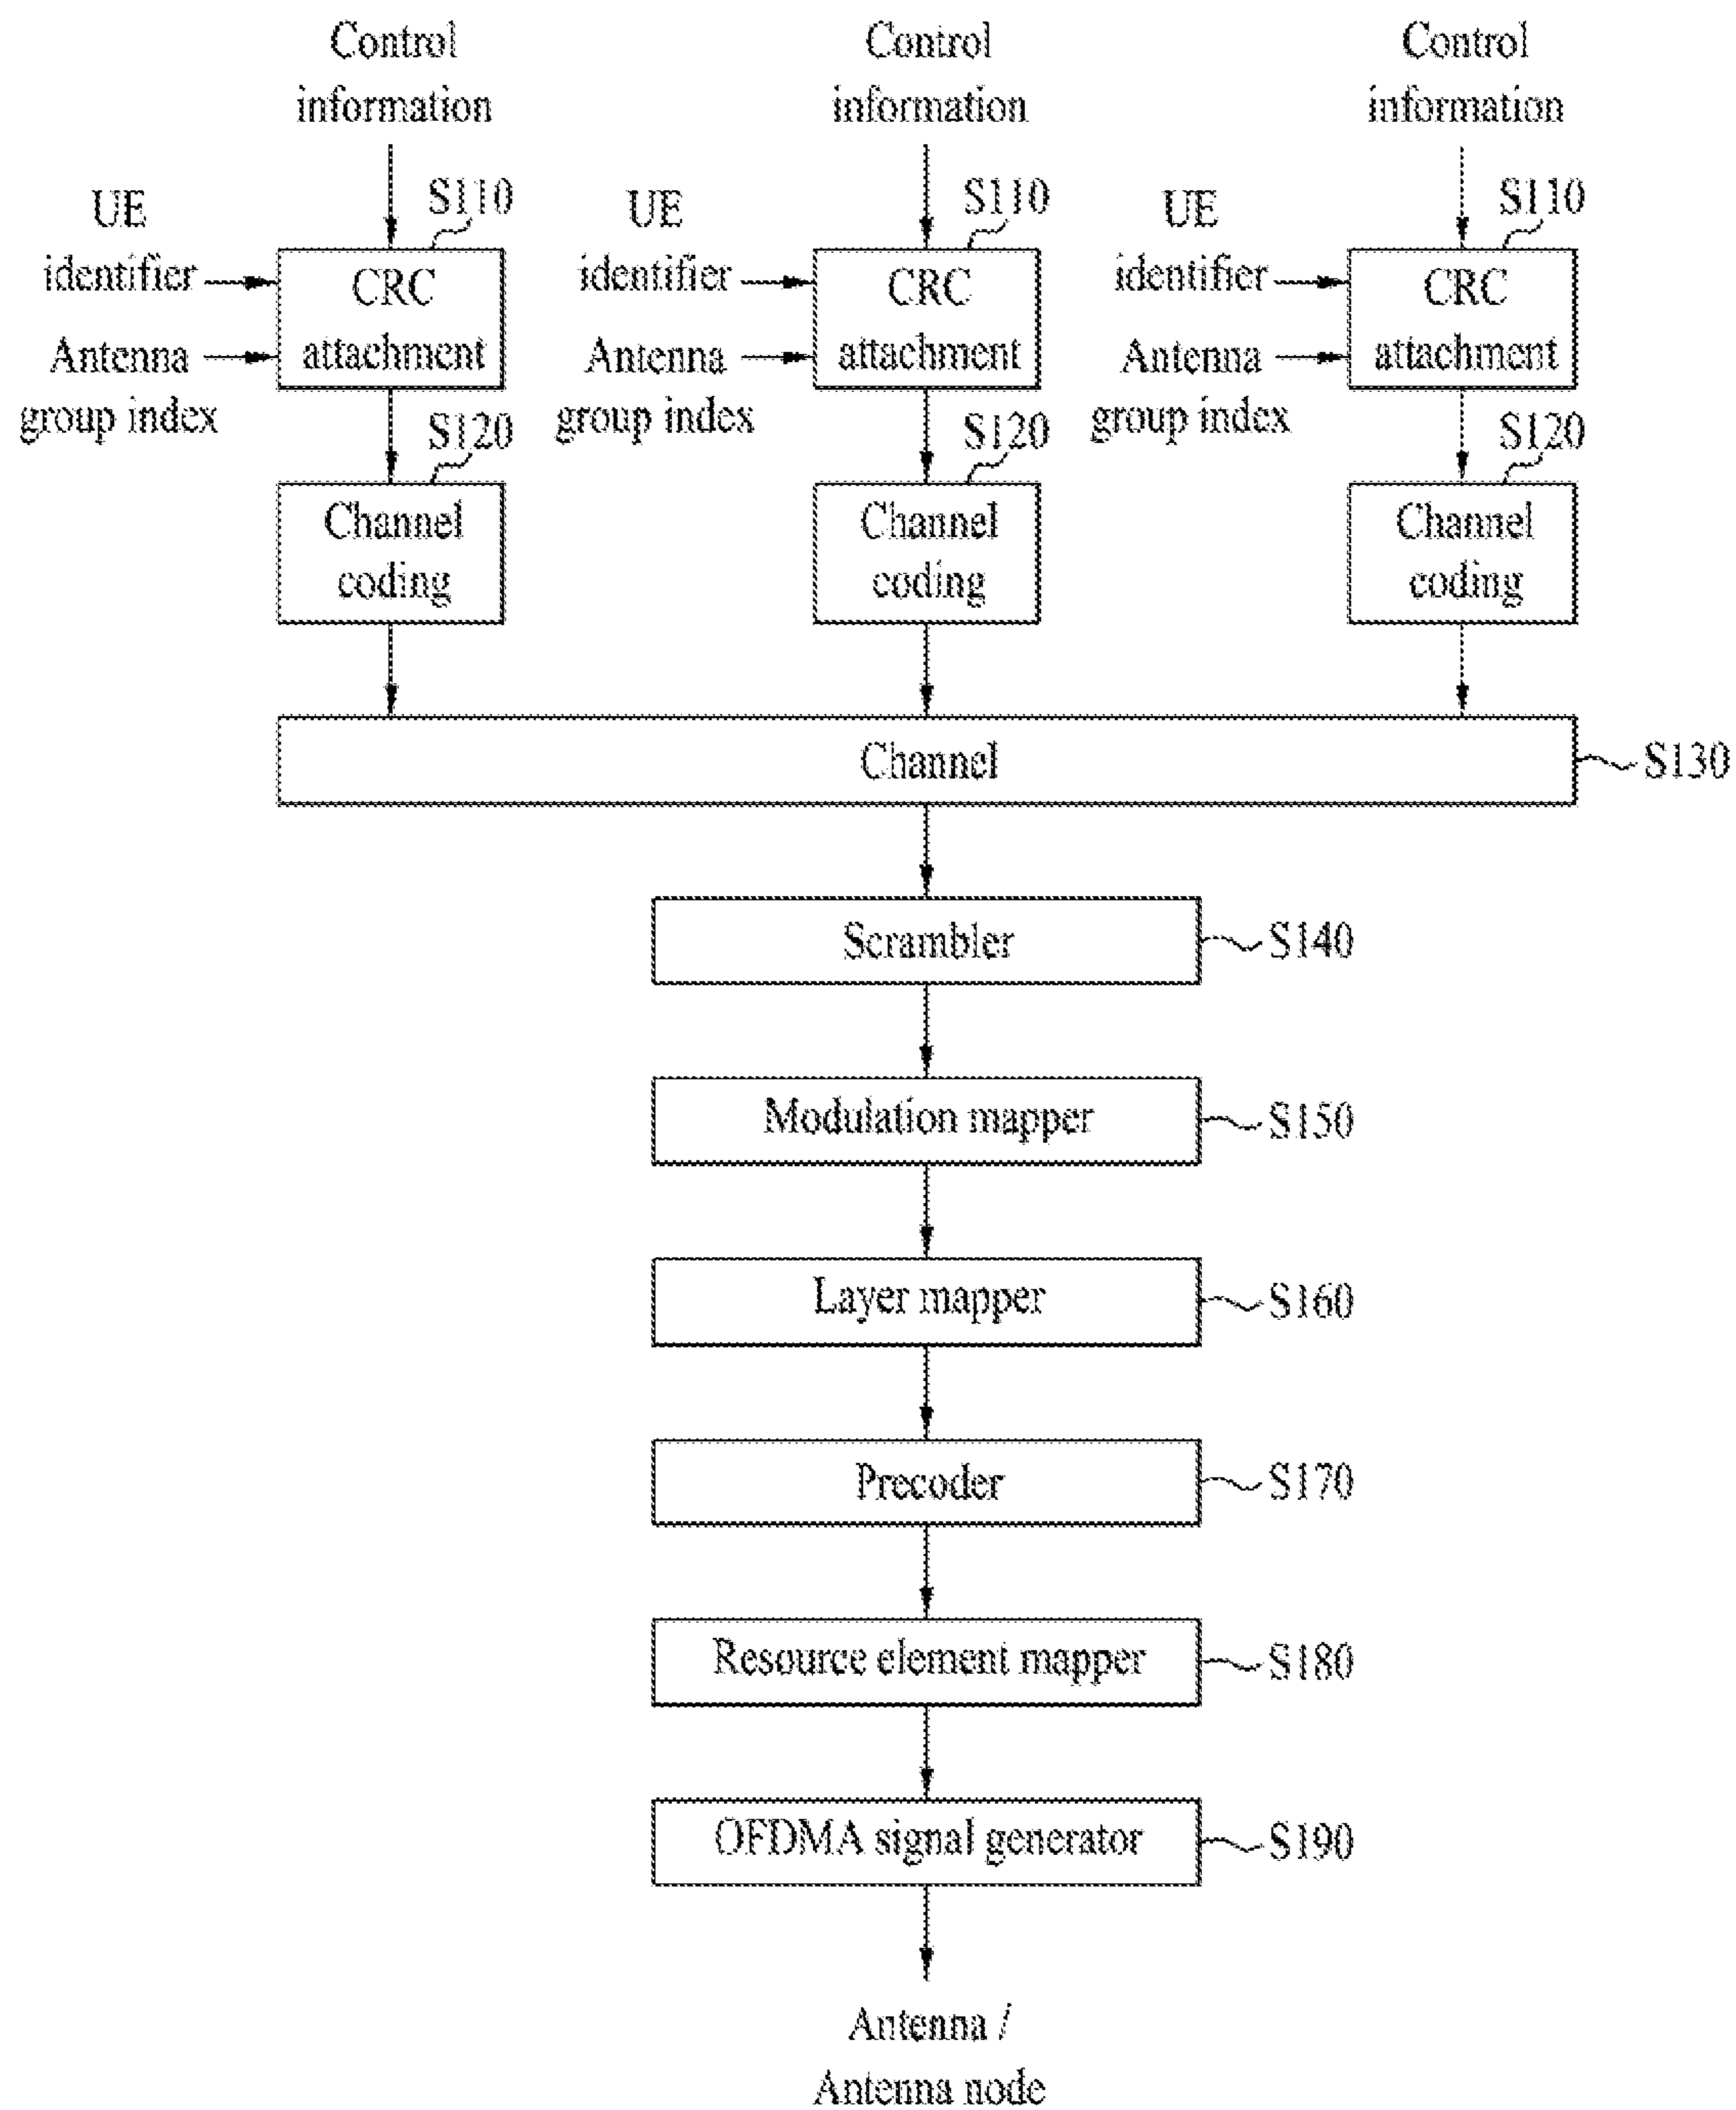 Control
information
Control
information
Control
information
S110
S110
S110
UE
identifier
UE
identifier
UE
identifier
CRC
attachment
CRC
attachment
CRC
attachment
Antenna
group index
Antenna
group index
Antenna
group index
S120
S120
S120
Channel
coding
Channel
coding
Channel
coding
Channel
S130
Scrambler
S140
Modulation mapper
S150
Layer mapper
S160
Precoder
S170
Resource element mapper
S180
OFDMA signal generator
S190
Antenna /
Antenna node